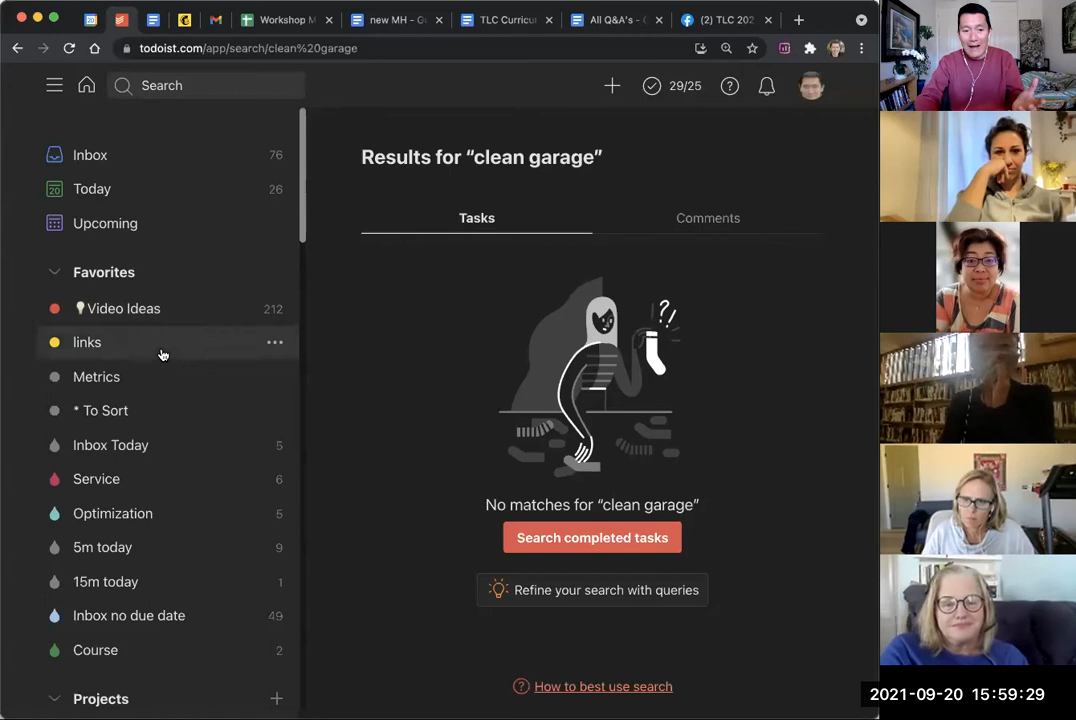 Workshop M
new MH - G
TLC Curricu
All Q&A's - (
(2) TLC 202
todoist.com/app/search/clean%20garage
Search
29/25
Inbox 76
20 Today 26
Upcoming
Favorites
Video Ideas 212
links
Metrics
* To Sort
Inbox Today 5
Service 6
Optimization 5
5m today 9
15m today 1
Inbox no due date 49
Course 2
Projects
Results for “clean garage”
Tasks Comments
?!
No matches for “clean garage”
Search completed tasks
Refine your search with queries
How to best use search
2021-09-20 15:59:29